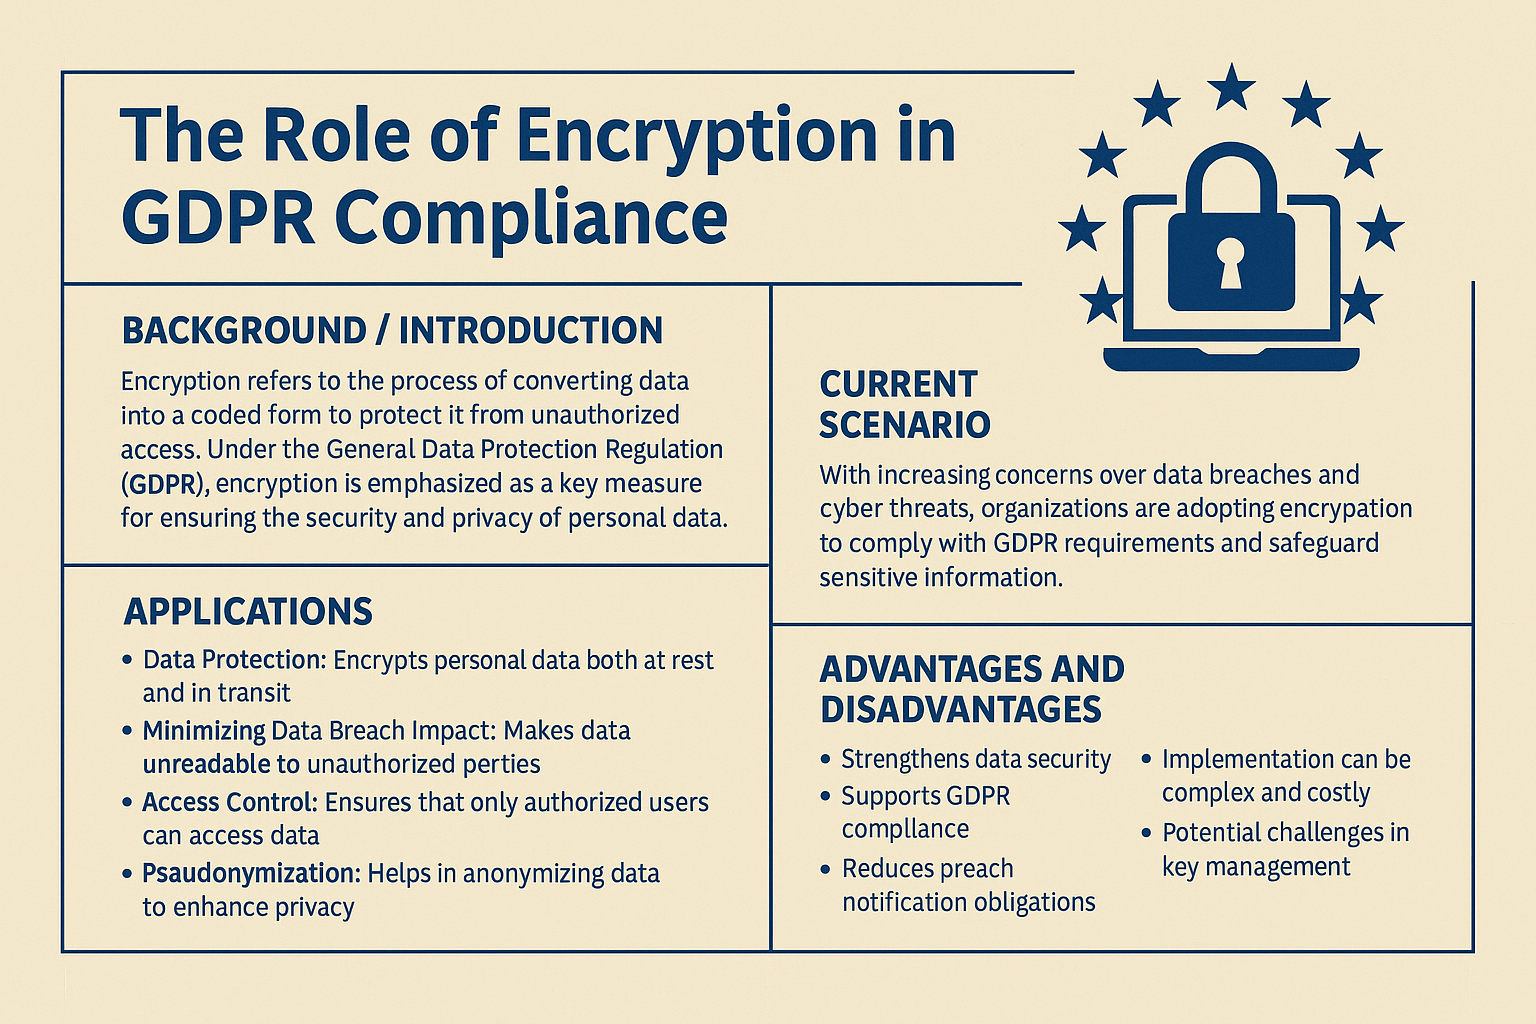 The Role of Encryption in
GDPR Compliance
BACKGROUND / INTRODUCTION
Encryption refers to the process of converting data
into a coded form to protect it from unauthorized
access. Under the General Data Protection Regulation
(GDPR), encryption is emphasized as a key measure
for ensuring the security and privacy of personal data.
APPLICATIONS
• Data Protection: Encrypts personal data both at rest
and in transit
• Minimizing Data Breach Impact: Makes data
unreadable to unauthorized perties
• Access Control: Ensures that only authorized users
can access data
• Psaudonymization: Helps in anonymizing data
to enhance privacy
CURRENT
SCENARIO
With increasing concerns over data breaches and
cyber threats, organizations are adopting encrypation
to comply with GDPR requirements and safeguard
sensitive information.
ADVANTAGES AND
DISADVANTAGES
• Strengthens data security
• Supports GDPR
compllance
• Reduces preach
notification obligations
• Implementation can be
complex and costly
• Potential challenges in
key management